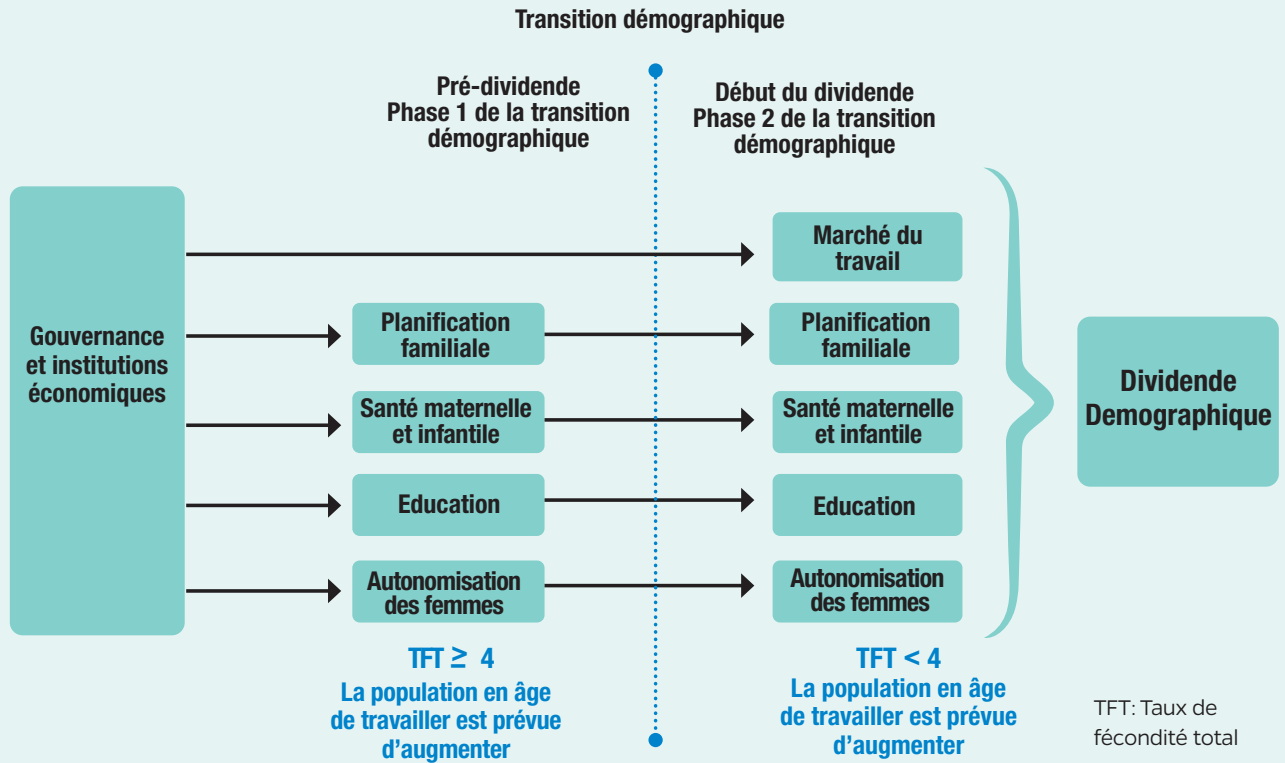 Transition démographique
Pré-dividende
Phase 1 de la transition
démographique
Début du dividende
Phase 2 de la transition
démographique
Gouvernance
et institutions
économiques
Marché du
travail
Planification
familiale
Planification
familiale
Santé maternelle
et infantile
Santé maternelle
et infantile
Education
Education
Autonomisation
des femmes
Autonomisation
des femmes
Dividende
Demographique
TFT ≥ 4
La population en âge
de travailler est prévue
d’augmenter
TFT < 4
La population en âge
de travailler est prévue
d’augmenter
TFT: Taux de
fécondité total